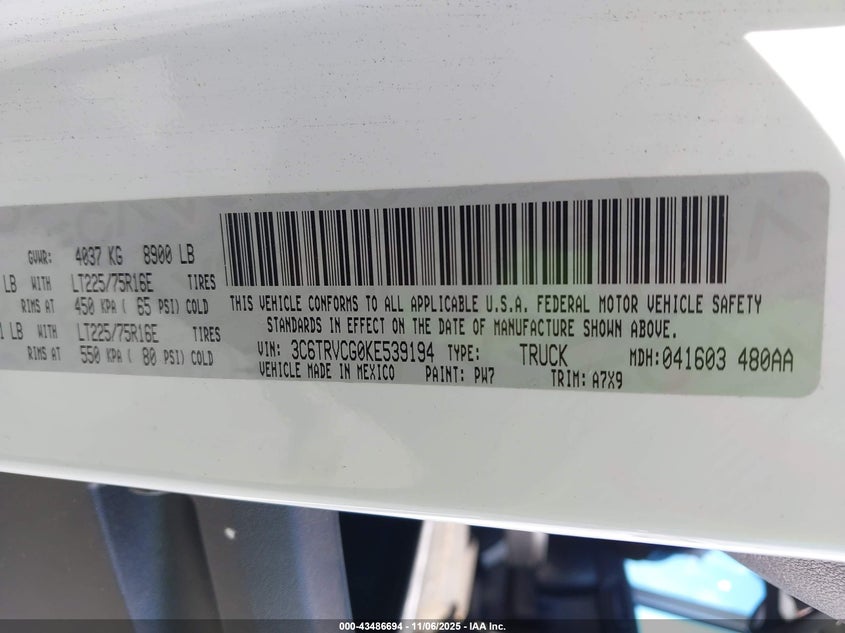 GVWR: 4037 KG 8900 LB
LB WITH LT225/75R16E TIRES
RIMS AT 450 KPA ( 65 PSI) COLD
LB WITH LT225/75R16E TIRES
RIMS AT 550 KPA ( 80 PSI) COLD
THIS VEHICLE CONFORMS TO ALL APPLICABLE U.S.A. FEDERAL MOTOR VEHICLE SAFETY
STANDARDS IN EFFECT ON THE DATE OF MANUFACTURE SHOWN ABOVE.
VIN: 3C6TRVCG0KE539194 TYPE: TRUCK MDH:041603 480AA
VEHICLE MADE IN MEXICO PAINT: PW7 TRIM: A7X9
000-43486694 - 11/06/2025 - IAA Inc.